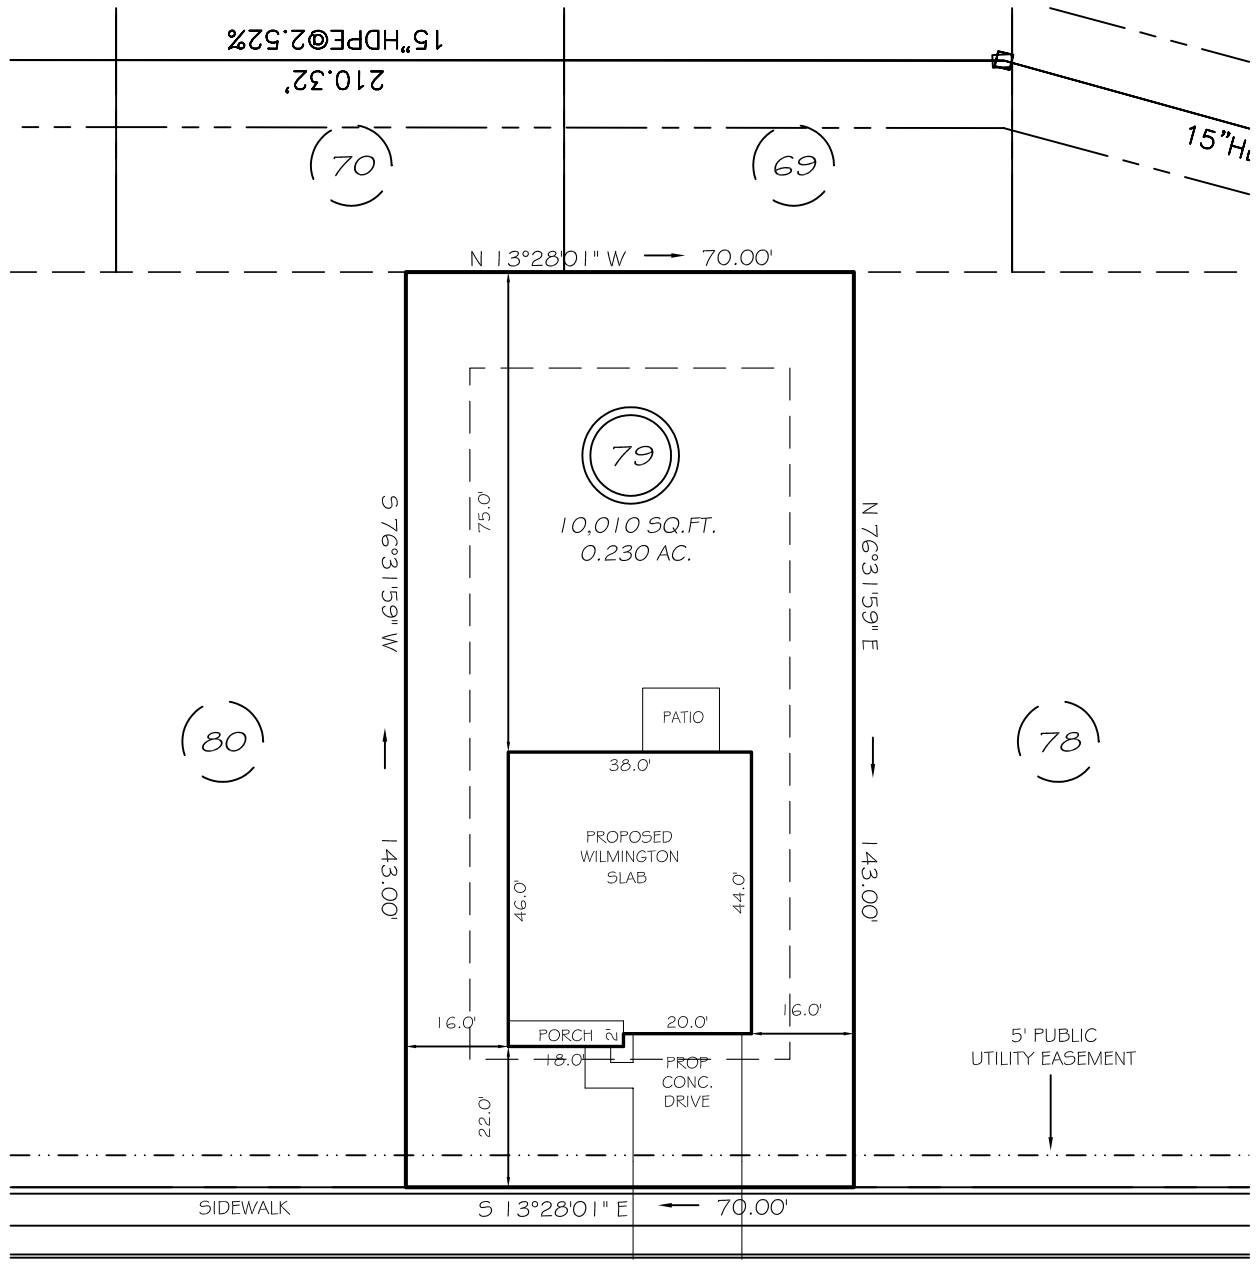 15"HDPE@2.52%
210.32'
15"H
70
69
N 13°28'01" W
70.00'
79
10,010 SQ.FT.
0.230 AC.
75.0'
S 76°31'59" W
N 76°31'59" E
80
78
PATIO
38.0'
PROPOSED
WILMINGTON
SLAB
46.0'
44.0'
143.00'
143.00'
16.0'
PORCH
2'
20.0'
16.0'
18.0'
PROP
CONC.
DRIVE
22.0'
5' PUBLIC
UTILITY EASEMENT
SIDEWALK
S 13°28'01" E
70.00'